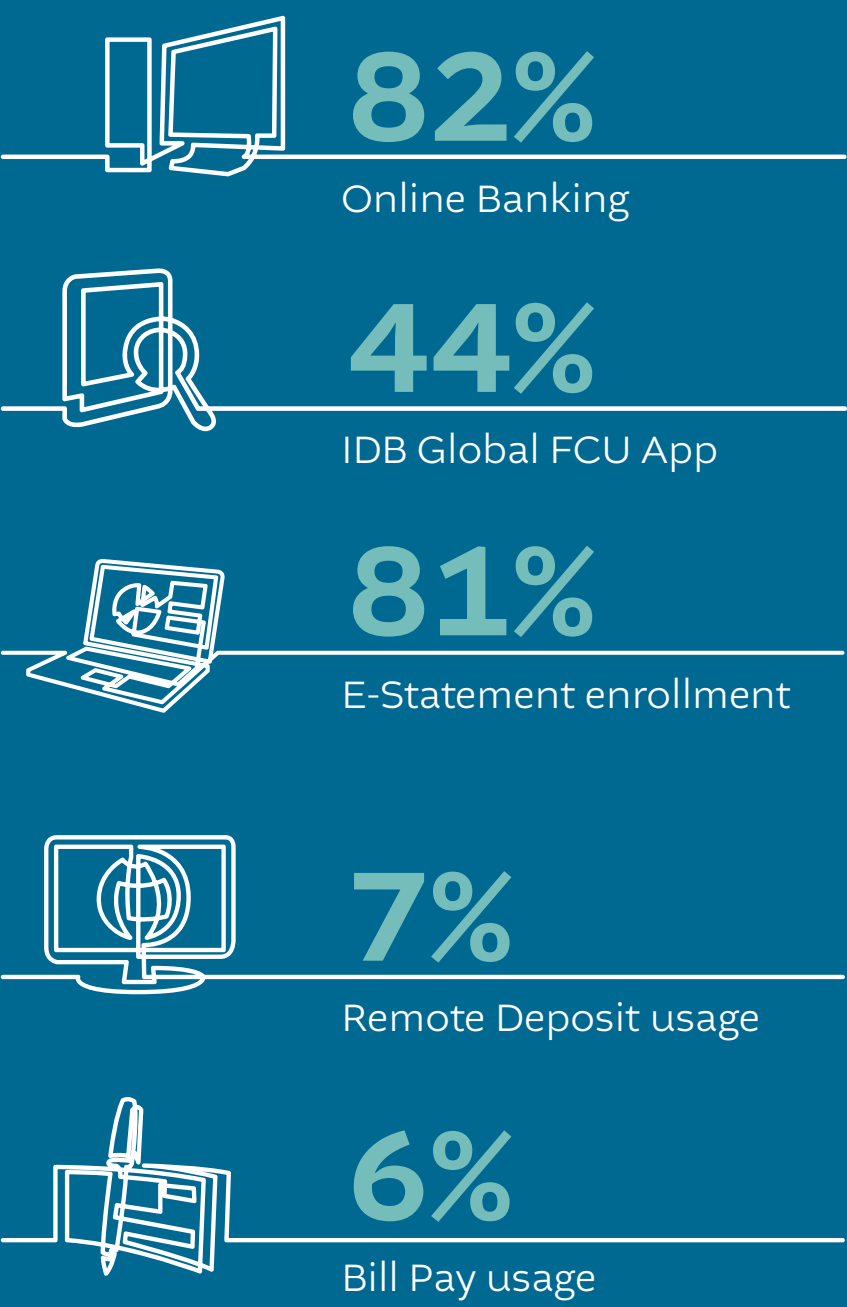 82%
Online Banking
44%
IDB Global FCU App
81%
E-Statement enrollment
7%
Remote Deposit usage
6%
Bill Pay usage